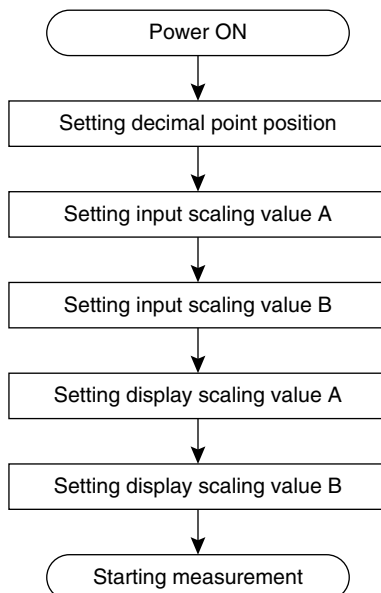 Power ON
Setting decimal point position
Setting input scaling value A
Setting input scaling value B
Setting display scaling value A
Setting display scaling value B
Starting measurement